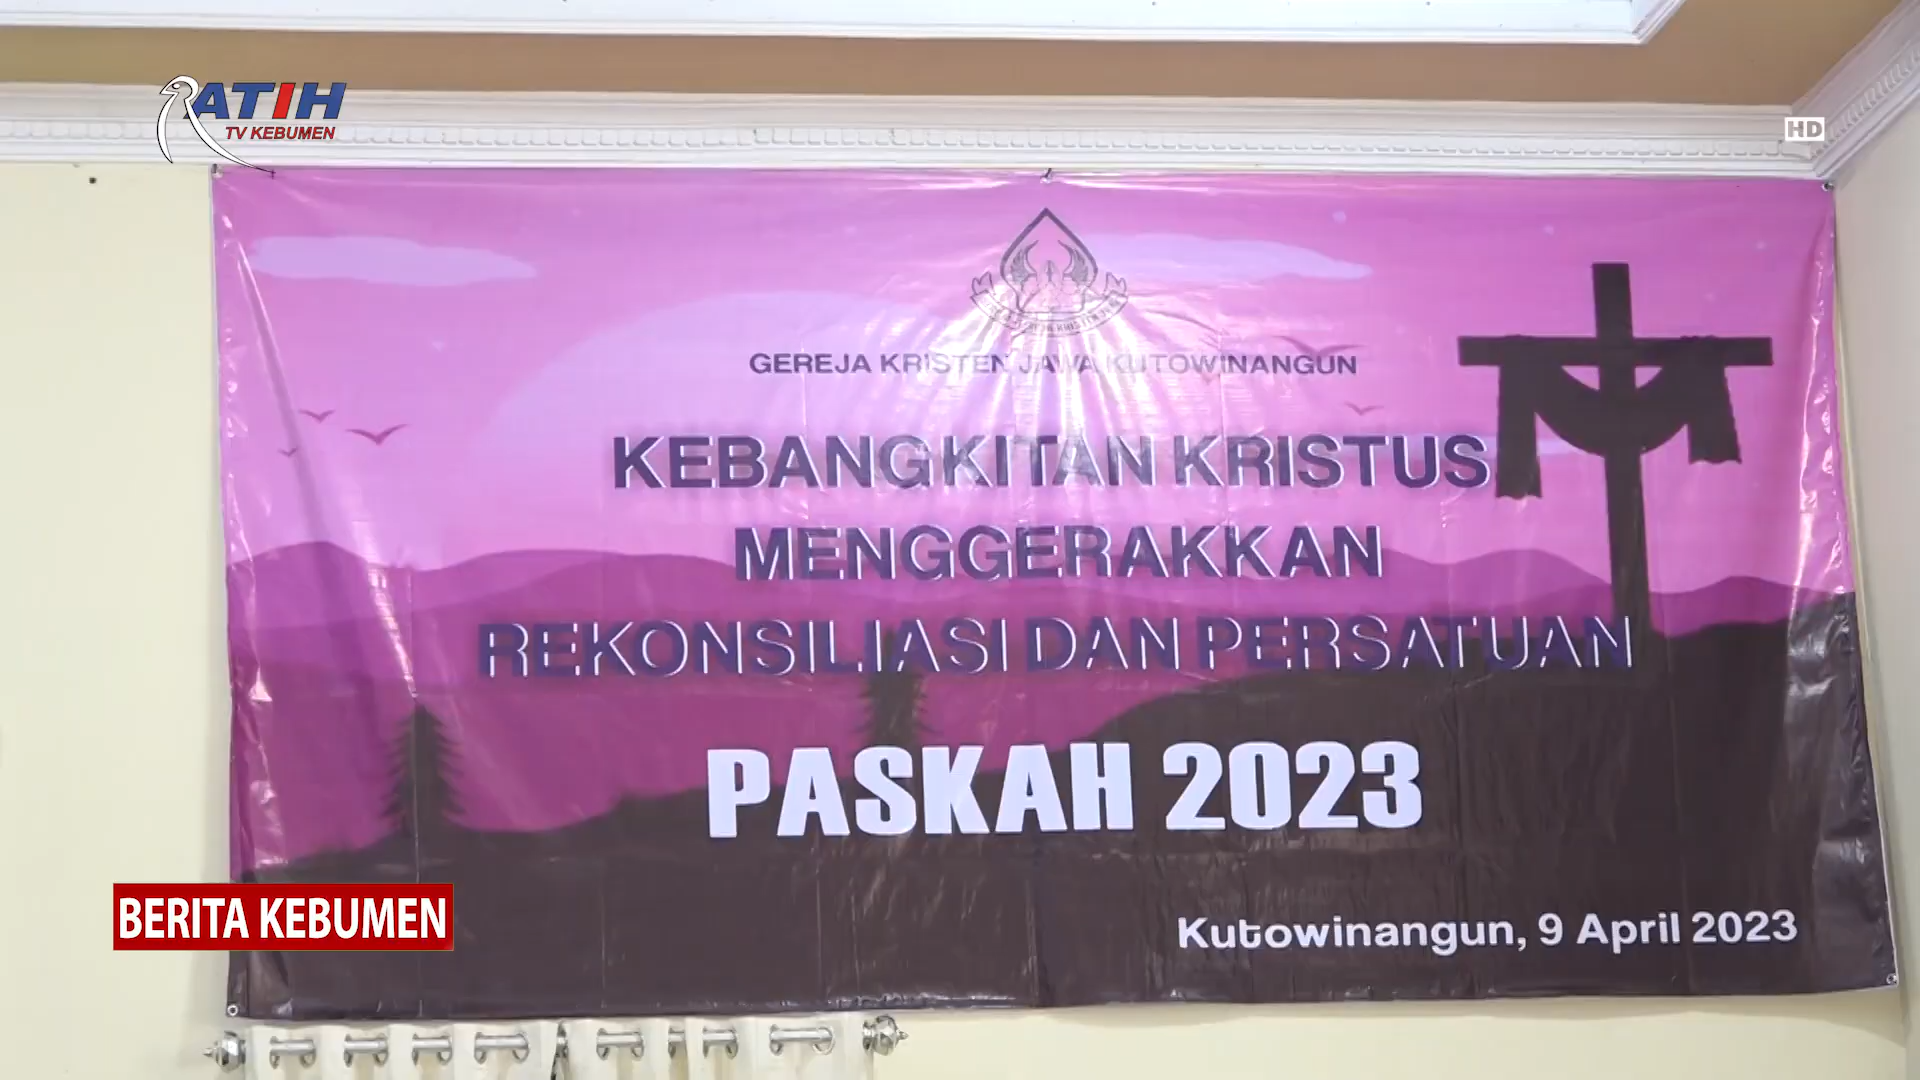 RATIH
TV KEBUMEN
HD
GEREJA KRISTEN JAWA KUTOWINANGUN
KEBANGKITAN KRISTUS
MENGGERAKKAN
REKONSILIASI DAN PERSATUAN
PASKAH 2023
Kutowinangun, 9 April 2023
BERITA KEBUMEN